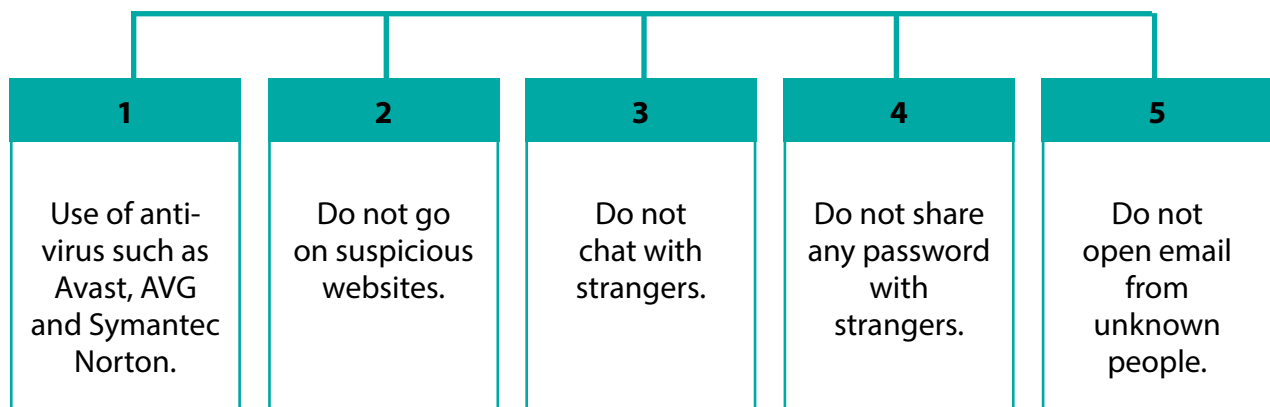 1
Use of anti-
virus such as
Avast, AVG
and Symantec
Norton.
2
Do not go
on suspicious
websites.
3
Do not
chat with
strangers.
4
Do not share
any password
with
strangers.
5
Do not
open email
from
unknown
people.